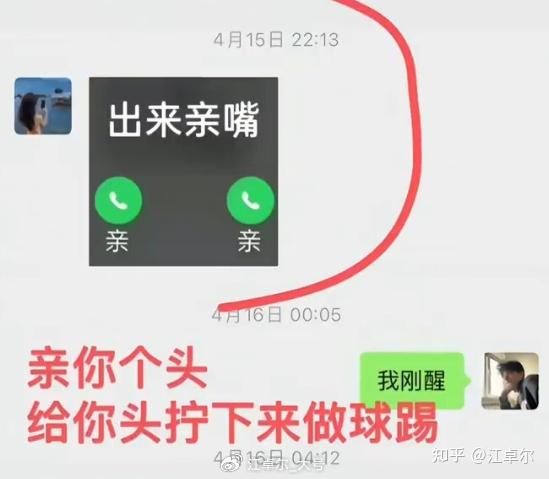 4月15日 22:13
出来亲嘴
亲 亲
4月16日 00:05
我刚醒
亲你个头
给你头拧下来做球踢
4月16日 04:12
知乎 @江卓尔